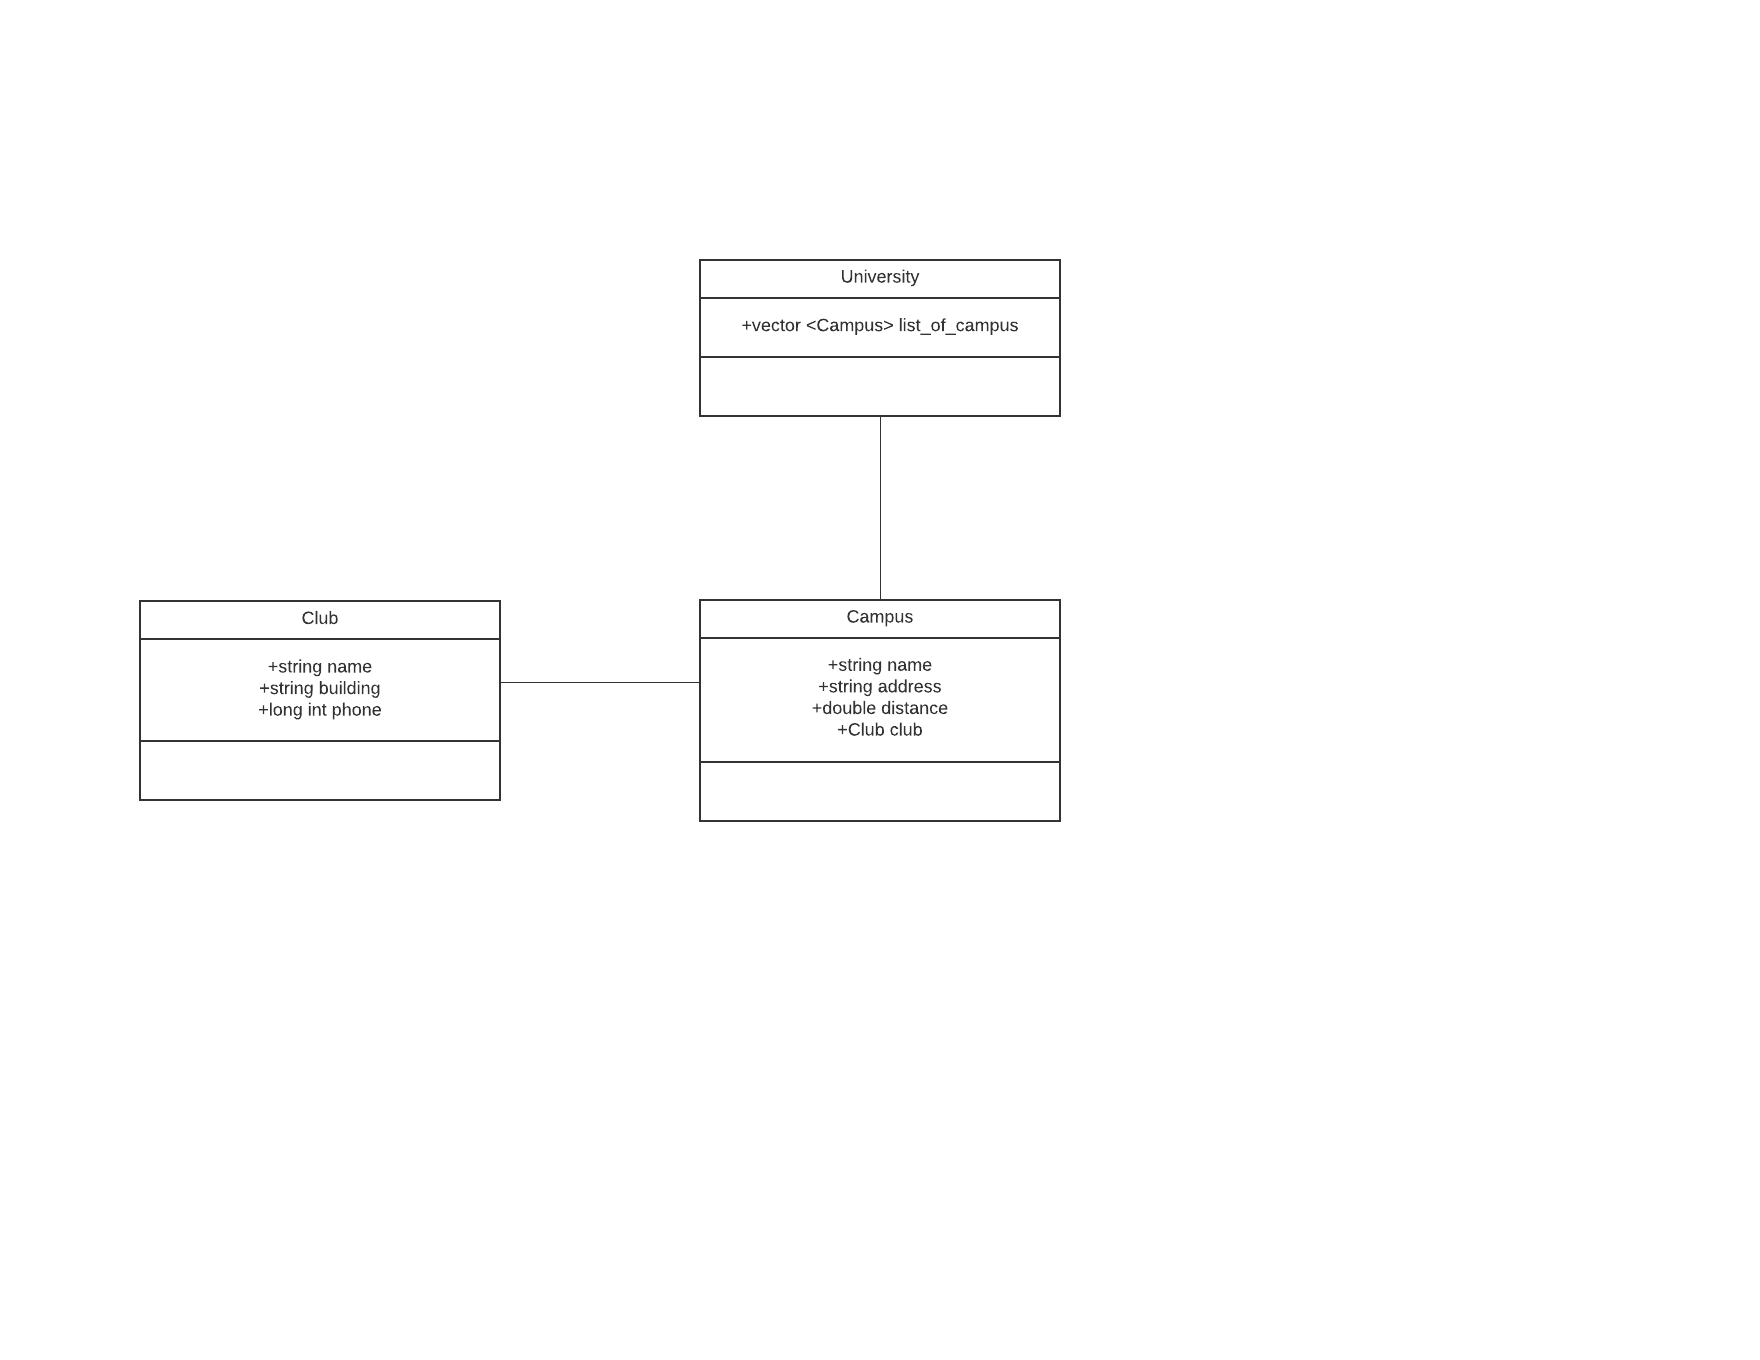 University
+vector <Campus> list_of_campus
Club
+string name
+string building
+long int phone
Campus
+string name
+string address
+double distance
+Club club